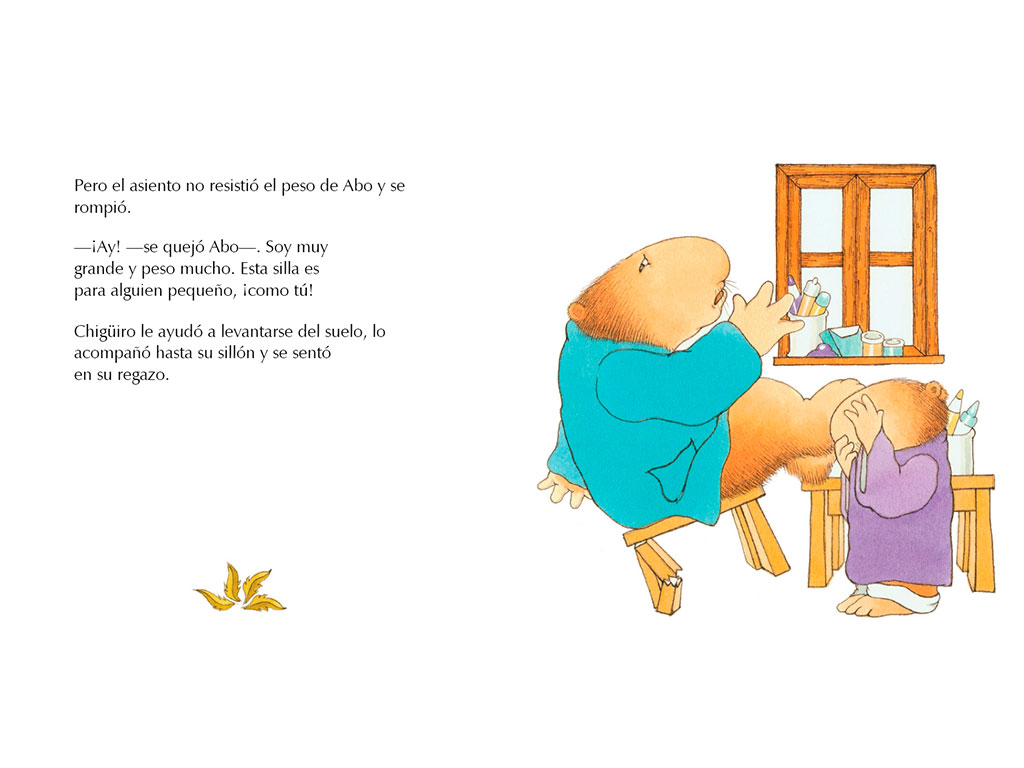 Pero el asiento no resistió el peso de Abo y se
rompió.
—¡Ay! —se quejó Abo—. Soy muy
grande y peso mucho. Esta silla es
para alguien pequeño, ¡como tú!
Chigüiro le ayudó a levantarse del suelo, lo
acompañó hasta su sillón y se sentó
en su regazo.